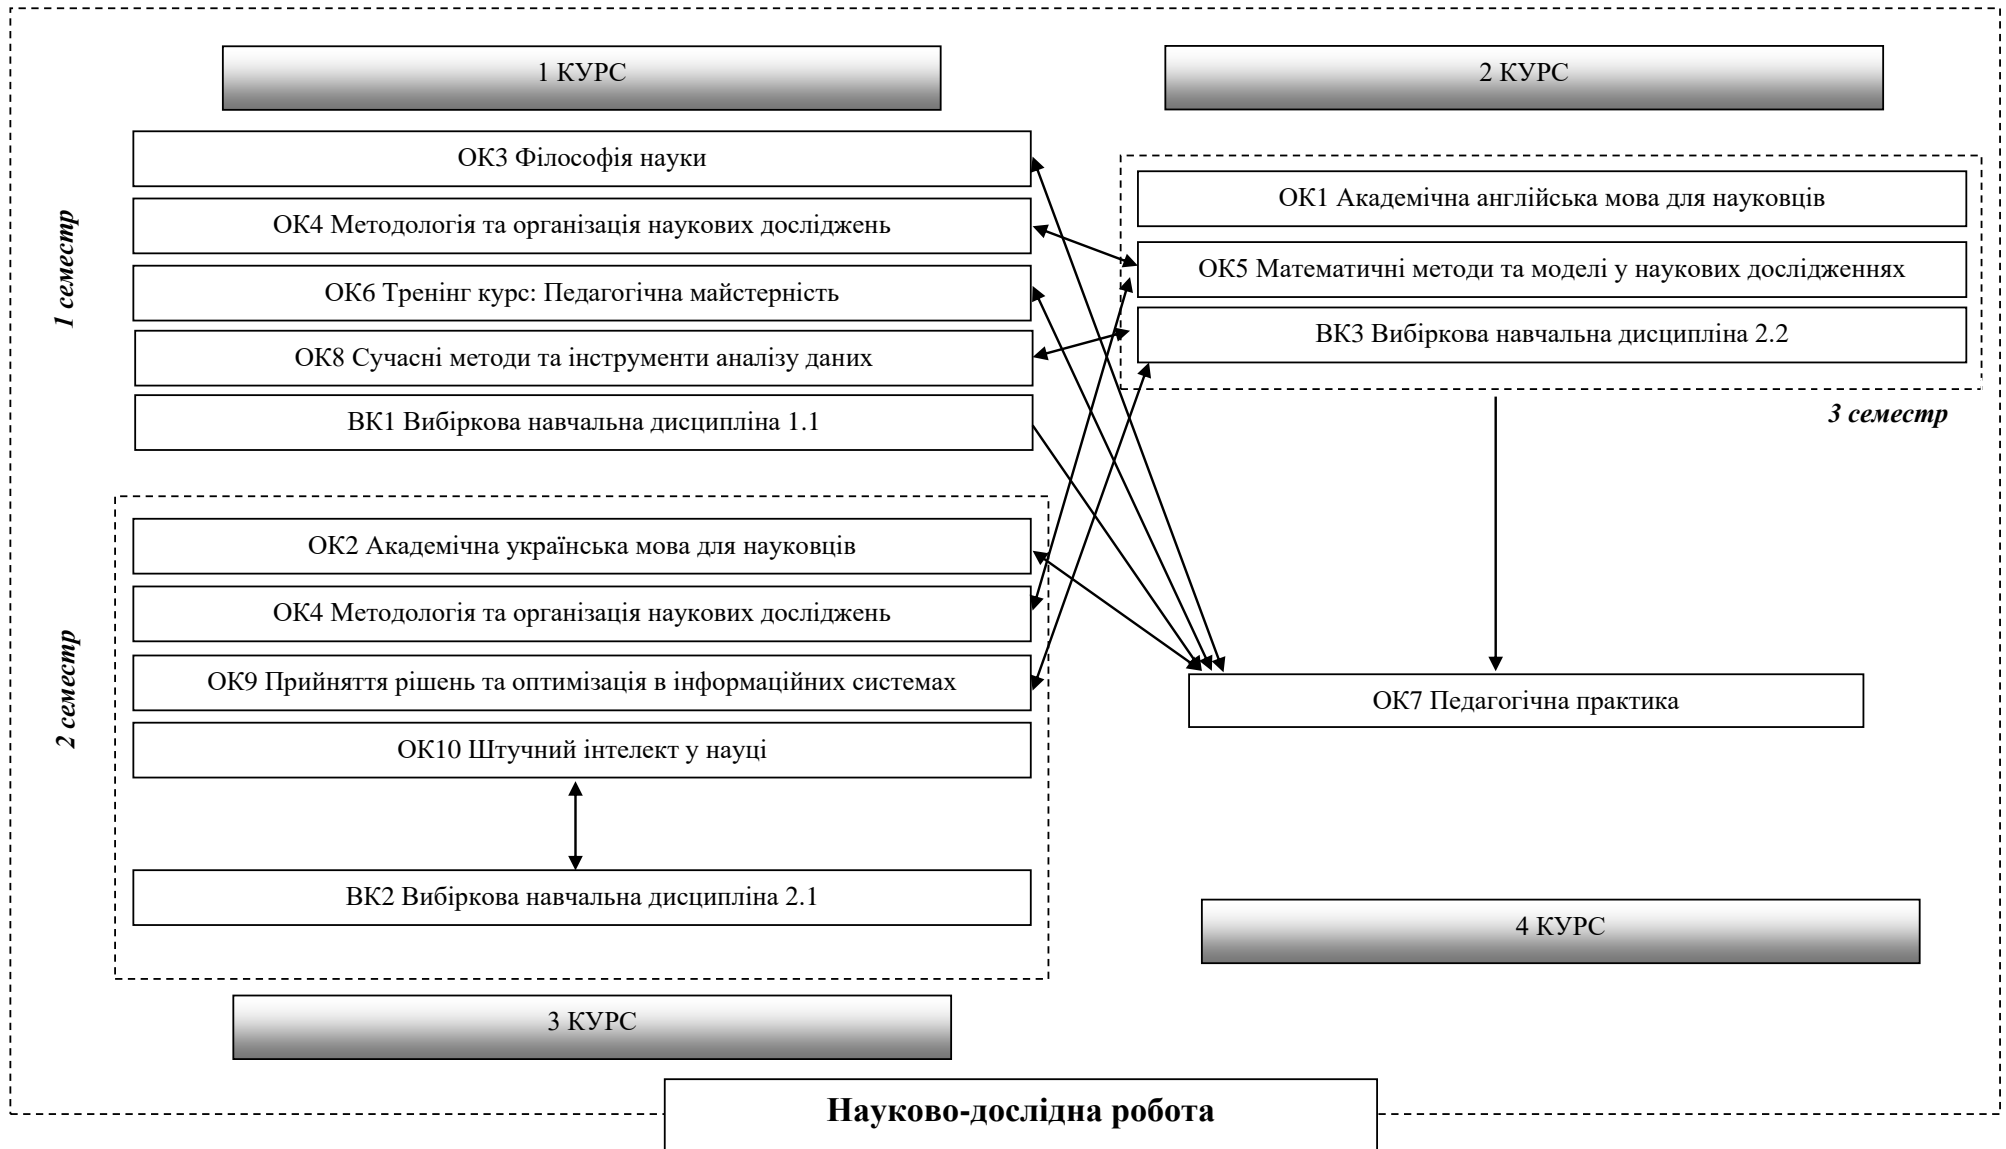 1 КУРС
2 КУРС
1 семестр
ОК3 Філософія науки
ОК4 Методологія та організація наукових досліджень
ОК6 Тренінг курс: Педагогічна майстерність
ОК8 Сучасні методи та інструменти аналізу даних
ВК1 Вибіркова навчальна дисципліна 1.1
ОК1 Академічна англійська мова для науковців
ОК5 Математичні методи та моделі у наукових дослідженнях
ВК3 Вибіркова навчальна дисципліна 2.2
3 семестр
2 семестр
ОК2 Академічна українська мова для науковців
ОК4 Методологія та організація наукових досліджень
ОК9 Прийняття рішень та оптимізація в інформаційних системах
ОК10 Штучний інтелект у науці
ВК2 Вибіркова навчальна дисципліна 2.1
ОК7 Педагогічна практика
4 КУРС
3 КУРС
Науково-дослідна робота